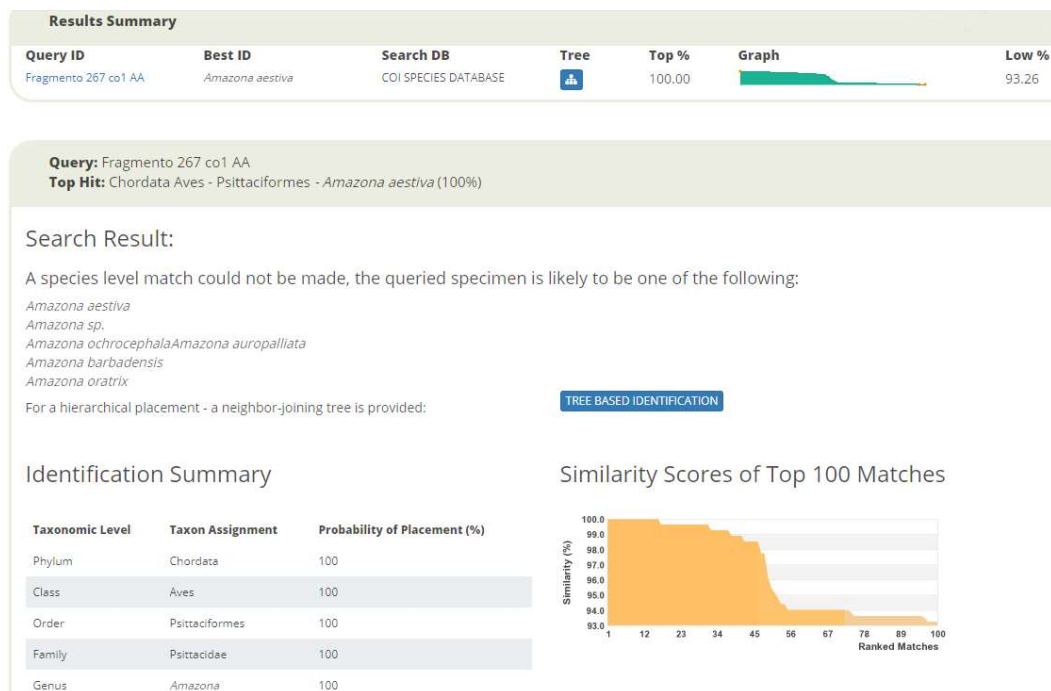 Results Summary
Query ID Best ID Search DB Tree Top % Graph Low %
Fragmento 267 co1 AA Amazona aestiva COI SPECIES DATABASE 100.00 93.26
Query: Fragmento 267 co1 AA
Top Hit: Chordata Aves - Psittaciformes - Amazona aestiva (100%)
Search Result:
A species level match could not be made, the queried specimen is likely to be one of the following:
Amazona aestiva
Amazona sp.
Amazona ochrocephalaAmazona auropalliata
Amazona barbadensis
Amazona oratrix
For a hierarchical placement - a neighbor-joining tree is provided:
TREE BASED IDENTIFICATION
Identification Summary
Taxonomic Level Taxon Assignment Probability of Placement (%)
Phylum Chordata 100
Class Aves 100
Order Psittaciformes 100
Family Psittacidae 100
Genus Amazona 100
Similarity Scores of Top 100 Matches
Similarity (%)
100.0
99.0
98.0
97.0
96.0
95.0
94.0
93.0
1 12 23 34 45 56 67 78 89 100
Ranked Matches